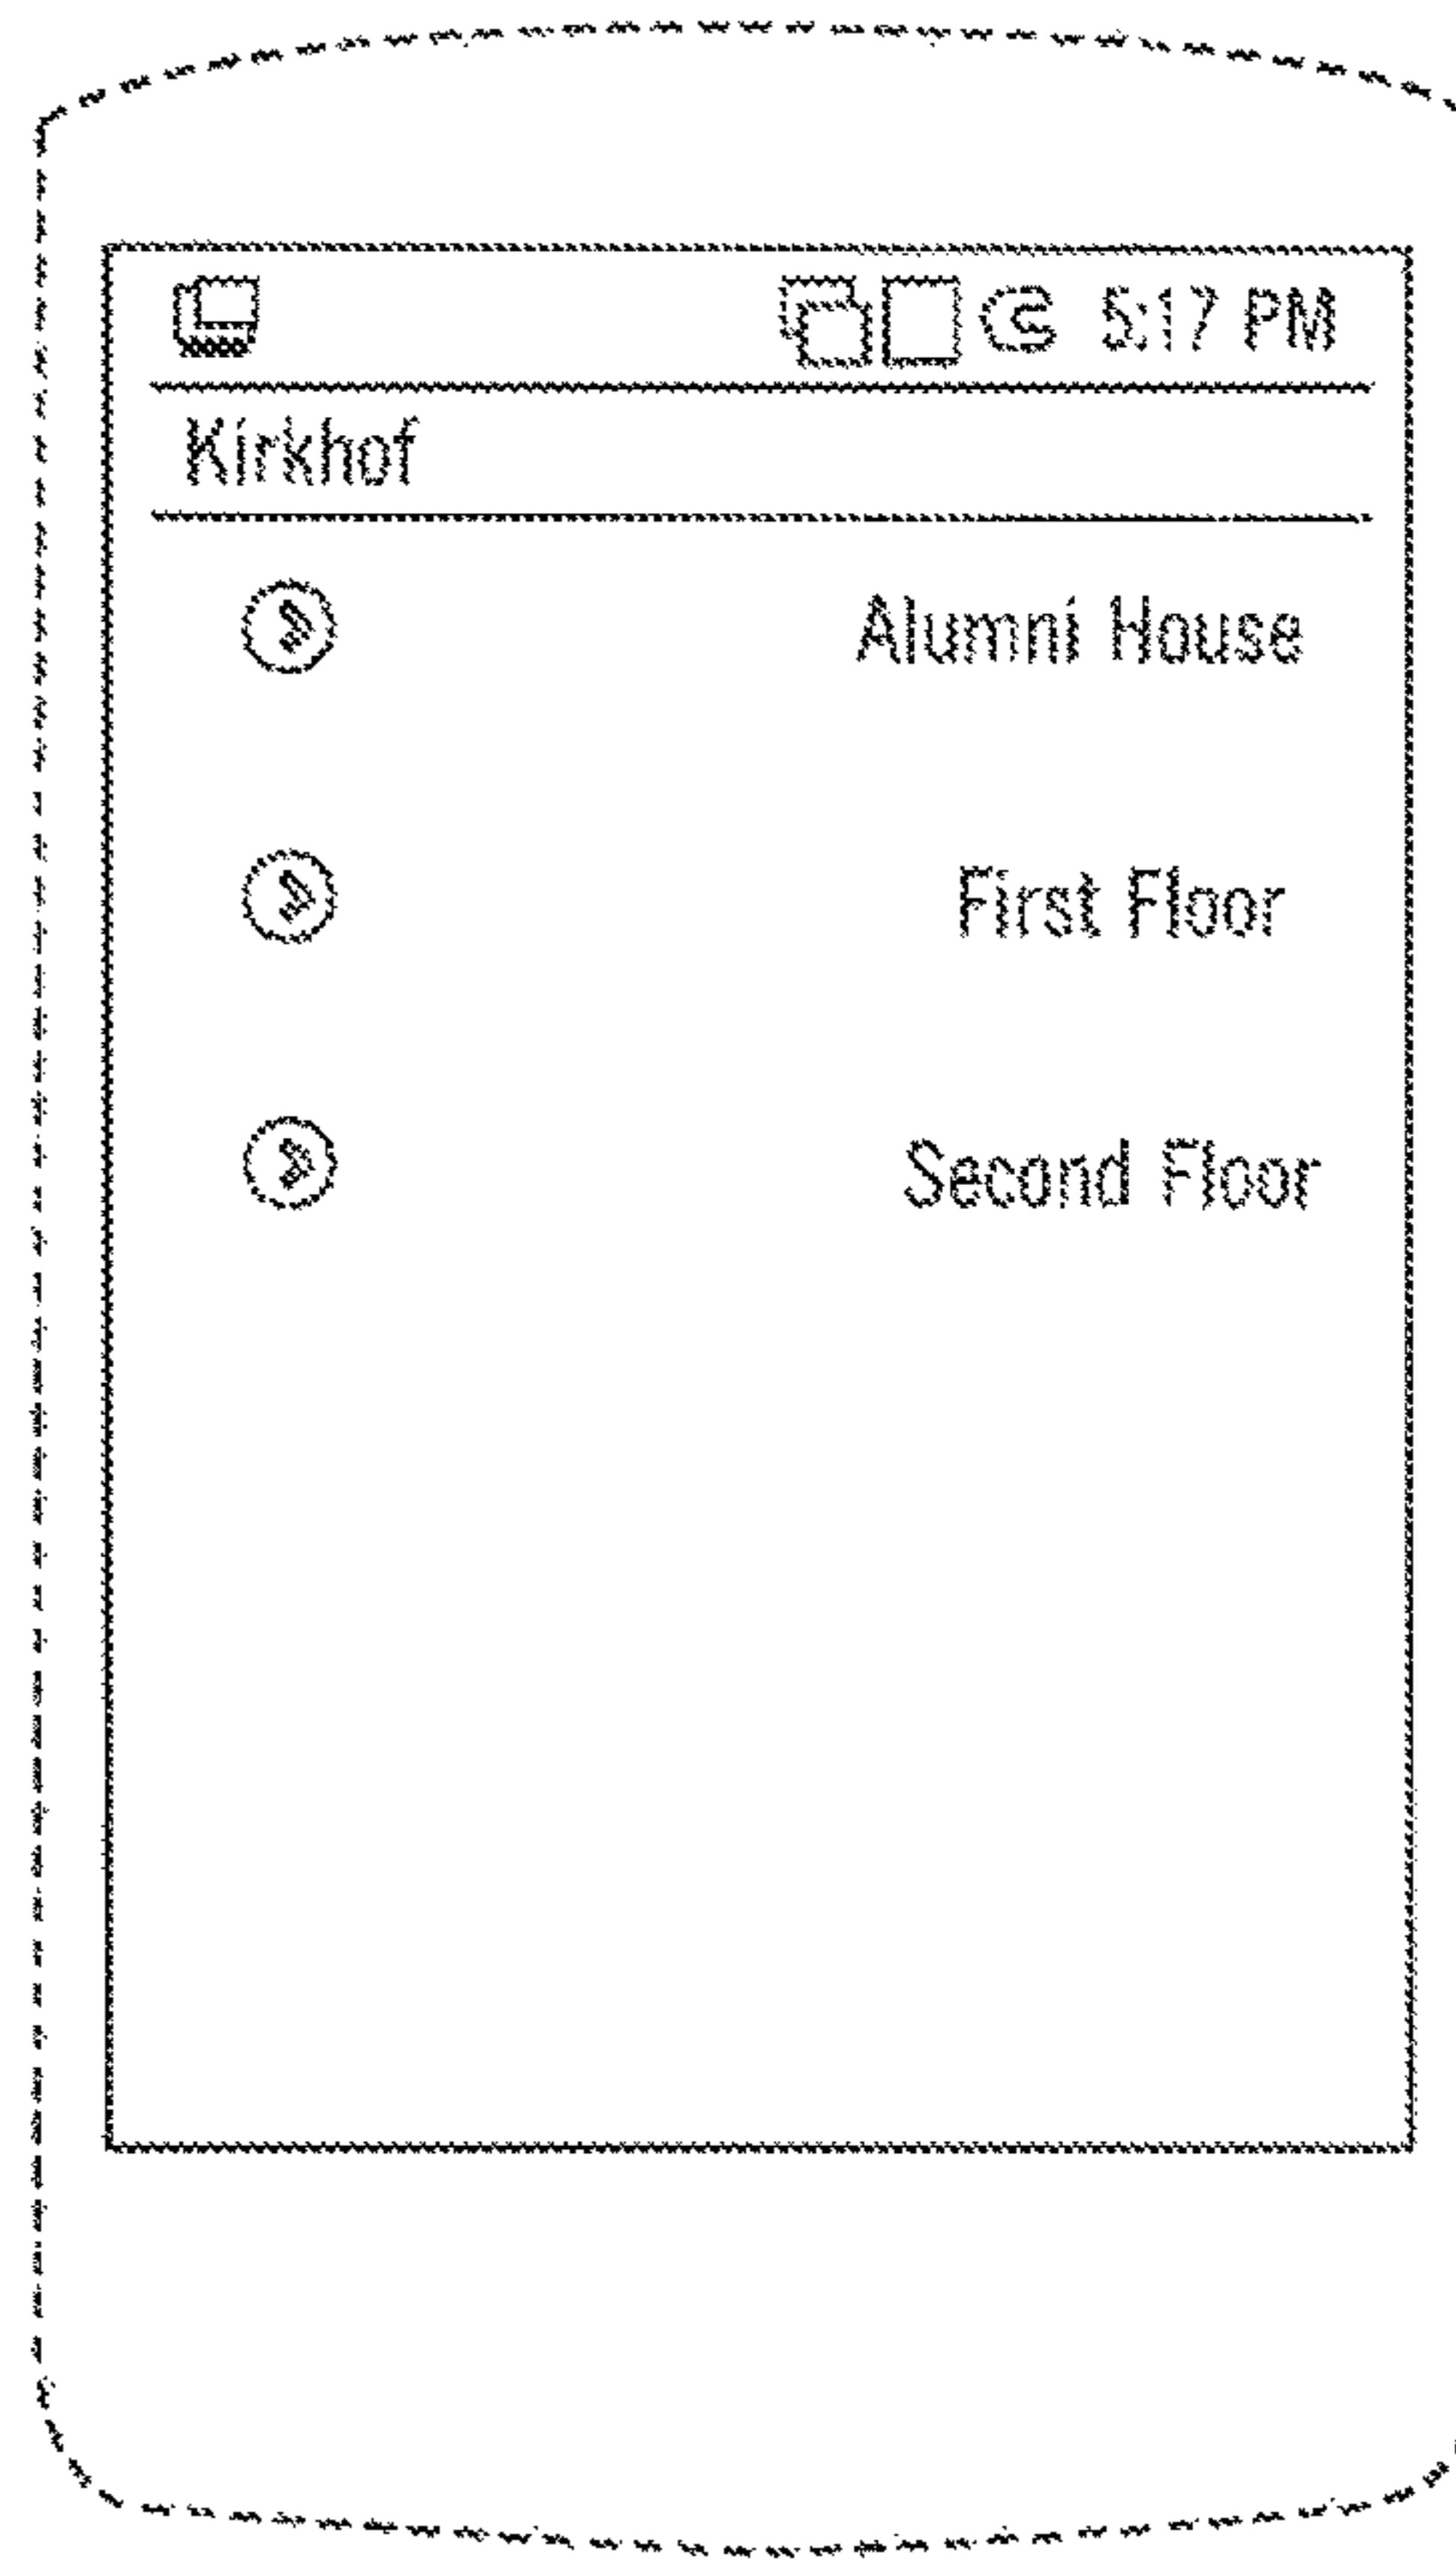 5:17 PM
Kirkhof
Alumni House
First Floor
Second Floor